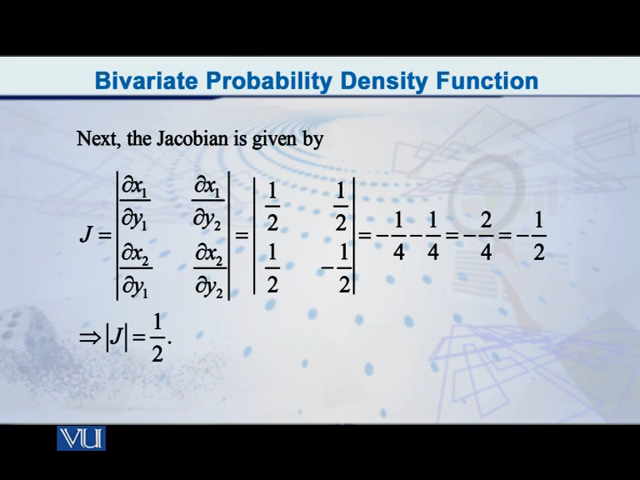 Bivariate Probability Density Function
Next, the Jacobian is given by
J = |∂x₁/∂y₁ ∂x₁/∂y₂; ∂x₂/∂y₁ ∂x₂/∂y₂| = |1/2 1/2; 1/2 -1/2| = -1/4 - 1/4 = -2/4 = -1/2
⇒ |J| = 1/2.
VU